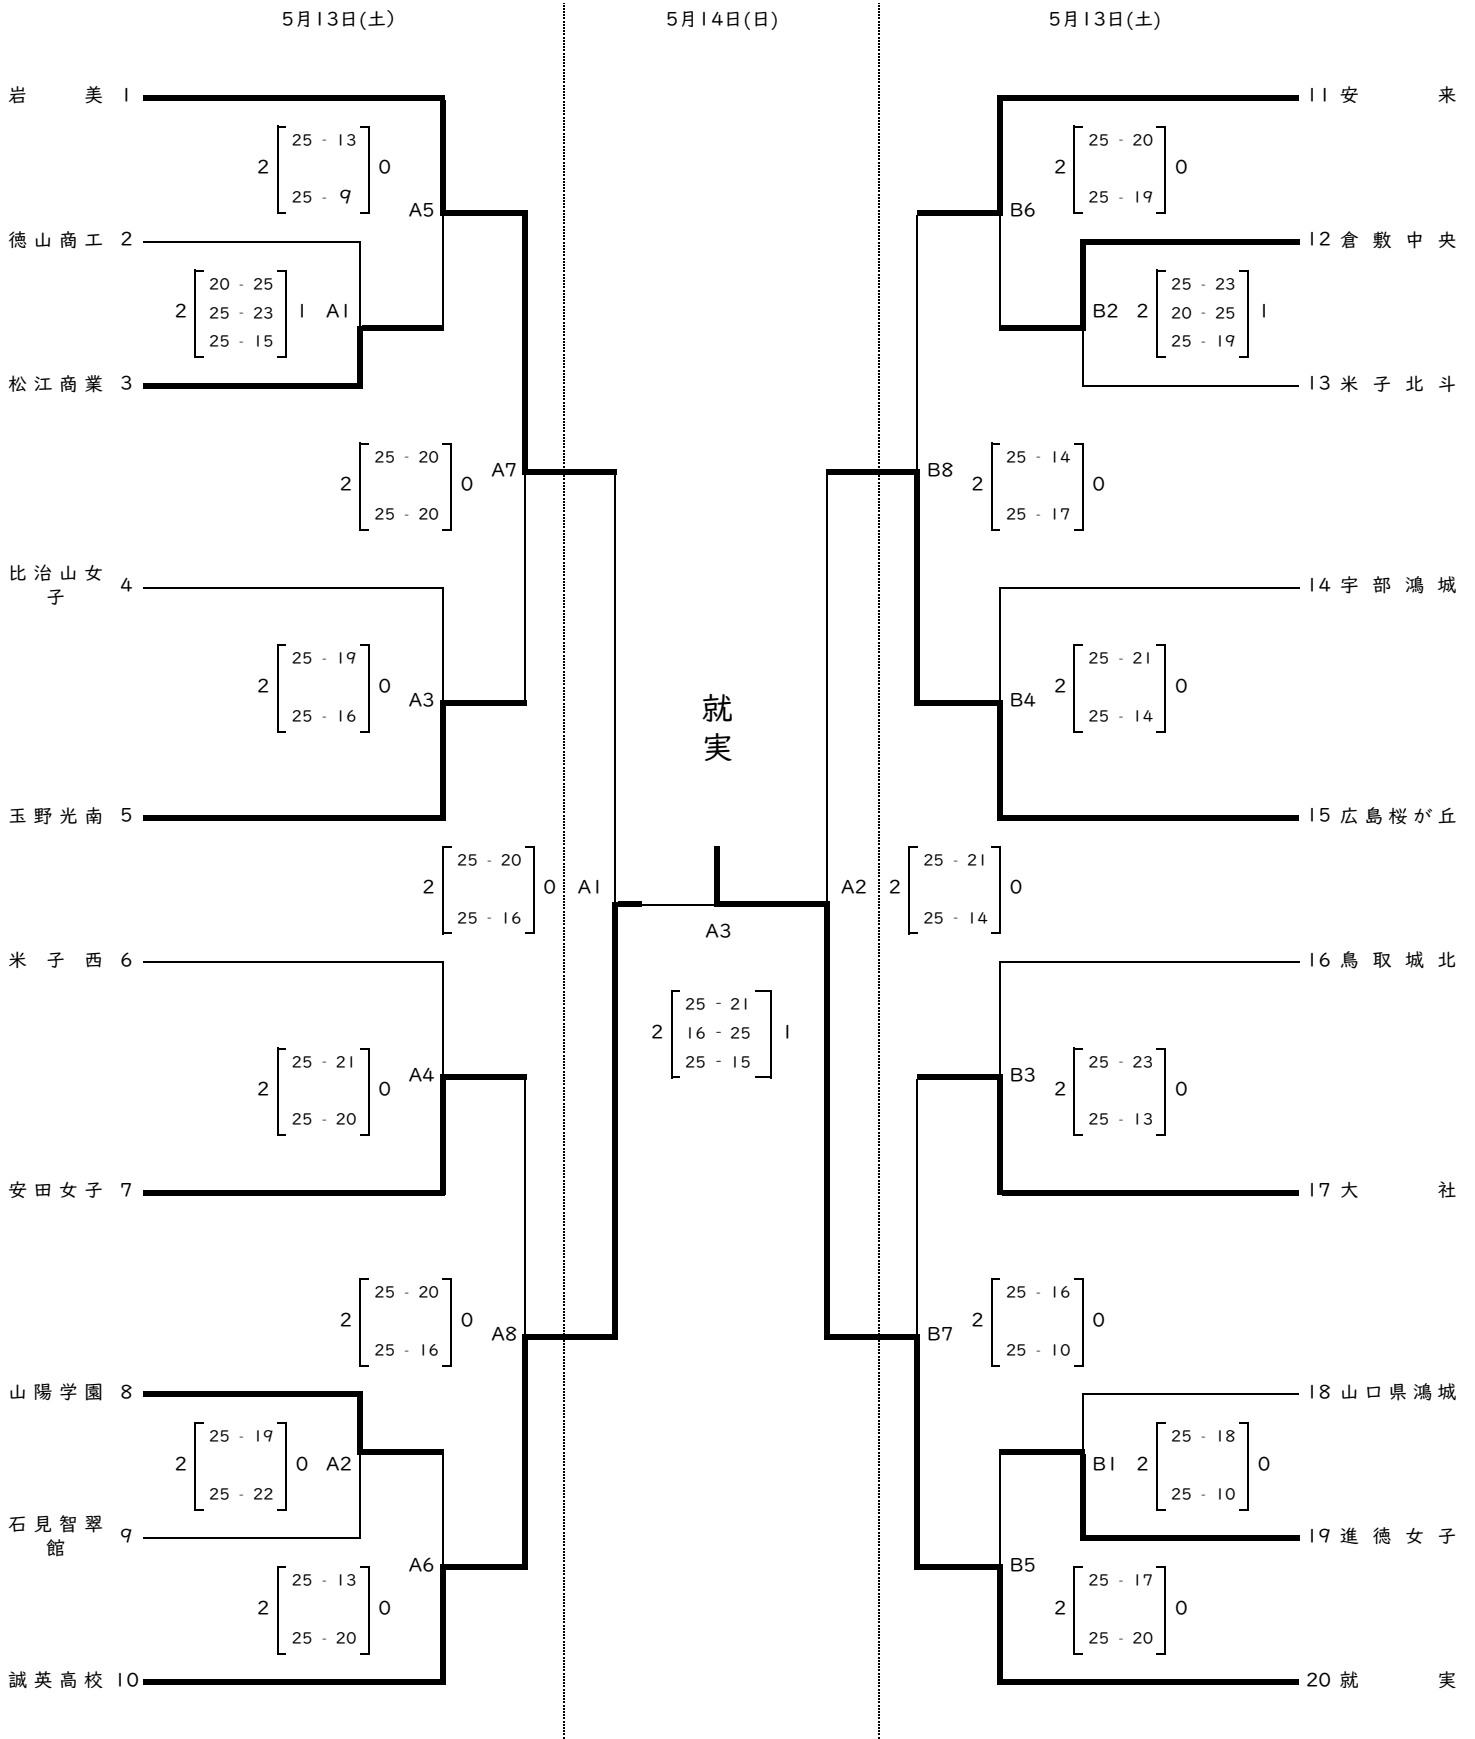 5月13日(土) 5月14日(日) 5月13日(土)
岩美 1 11 安来
25 - 13 25 - 20
2 0 2 0
25 - 9 25 - 19
A5 B6
徳山商工 2 12 倉敷中央
20 - 25 25 - 23
2 25 - 23 1 A1 B2 2 20 - 25 1
25 - 15 25 - 19
松江商業 3 13 米子北斗
25 - 20 25 - 14
A7 B8
2 0 2 0
25 - 20 25 - 17
比治山女子 4 14 宇部鴻城
25 - 19 25 - 21
2 0 A3 B4 2 0
25 - 16 25 - 14
就実
玉野光南 5 15 広島桜が丘
25 - 20 25 - 21
2 0 A1 A2 2 0
25 - 16 25 - 14
A3
米子西 6 16 鳥取城北
25 - 21
2 16 - 25 1
25 - 15
25 - 21 25 - 23
2 0 A4 B3 2 0
25 - 20 25 - 13
安田女子 7 17 大社
25 - 20 25 - 16
2 0 A8 B7 2 0
25 - 16 25 - 10
山陽学園 8 18 山口県鴻城
25 - 19 25 - 18
2 0 A2 B1 2 0
25 - 22 25 - 10
石見智翠館 9 19 進徳女子
A6 B5
25 - 13 25 - 17
2 0 2 0
25 - 20 25 - 20
誠英高校 10 20 就実